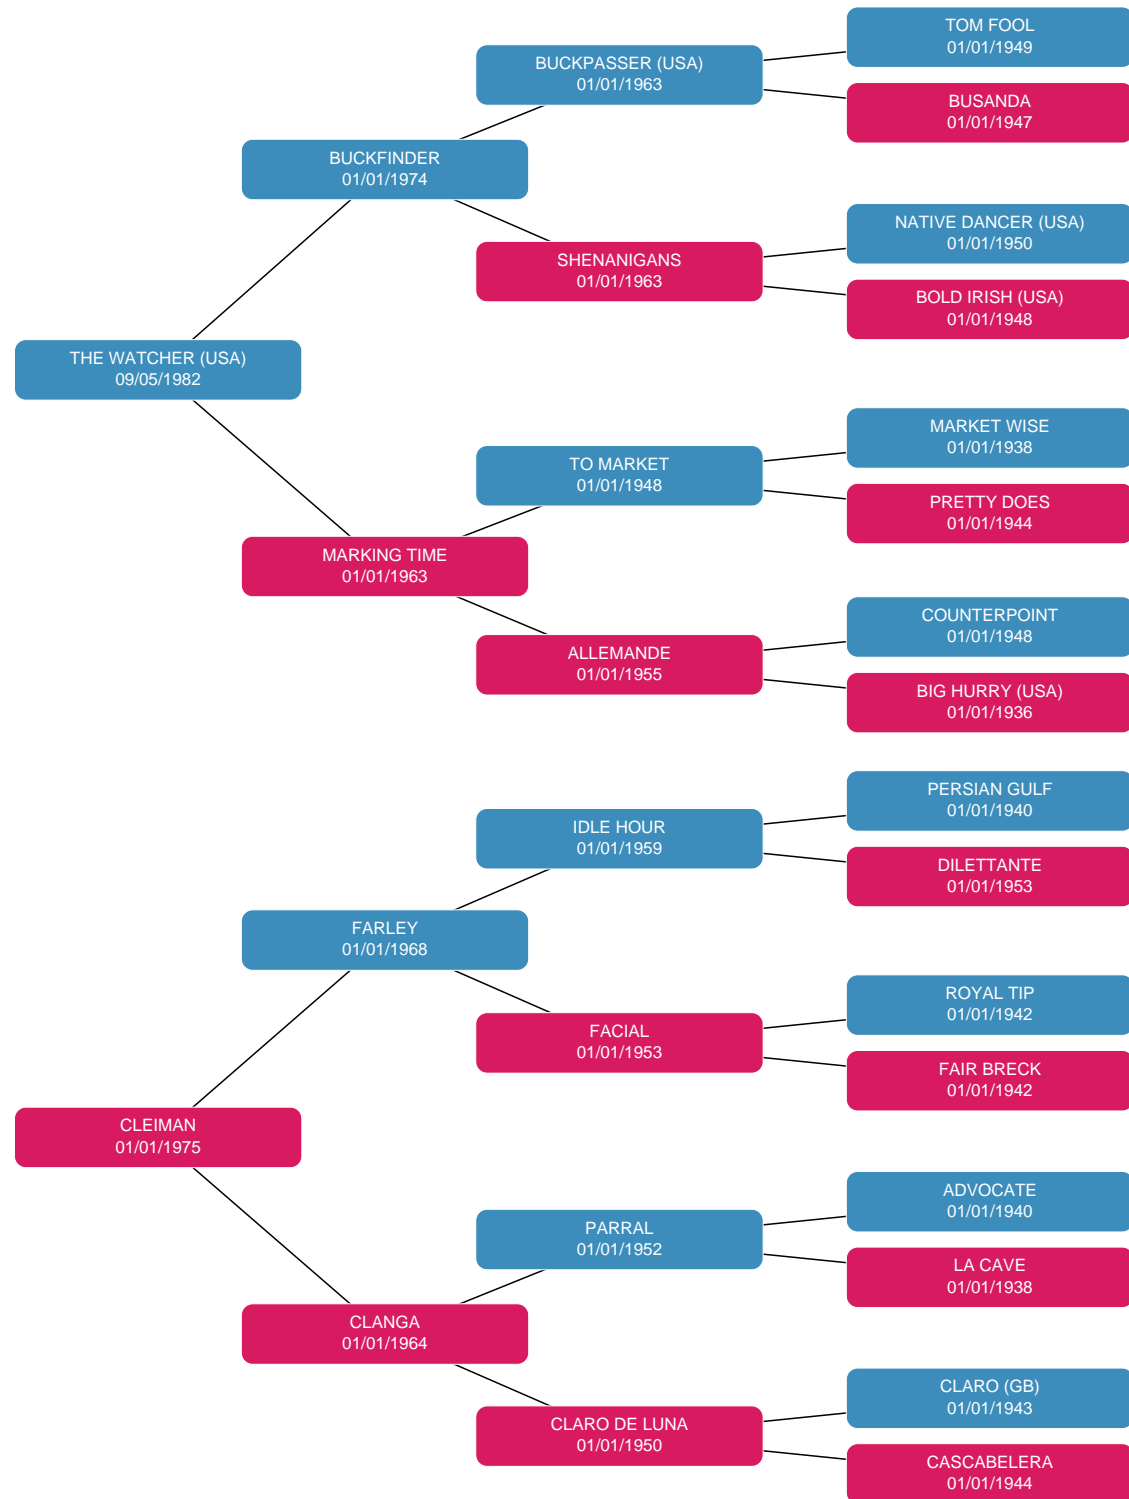 TOM FOOL
01/01/1949
BUCKPASSER (USA)
01/01/1963
BUSANDA
01/01/1947
BUCKFINDER
01/01/1974
NATIVE DANCER (USA)
01/01/1950
SHENANIGANS
01/01/1963
BOLD IRISH (USA)
01/01/1948
THE WATCHER (USA)
09/05/1982
MARKET WISE
01/01/1938
TO MARKET
01/01/1948
PRETTY DOES
01/01/1944
MARKING TIME
01/01/1963
COUNTERPOINT
01/01/1948
ALLEMANDE
01/01/1955
BIG HURRY (USA)
01/01/1936
PERSIAN GULF
01/01/1940
IDLE HOUR
01/01/1959
DILETTANTE
01/01/1953
FARLEY
01/01/1968
ROYAL TIP
01/01/1942
FACIAL
01/01/1953
FAIR BRECK
01/01/1942
CLEIMAN
01/01/1975
ADVOCATE
01/01/1940
PARRAL
01/01/1952
LA CAVE
01/01/1938
CLANGA
01/01/1964
CLARO (GB)
01/01/1943
CLARO DE LUNA
01/01/1950
CASCABELERA
01/01/1944